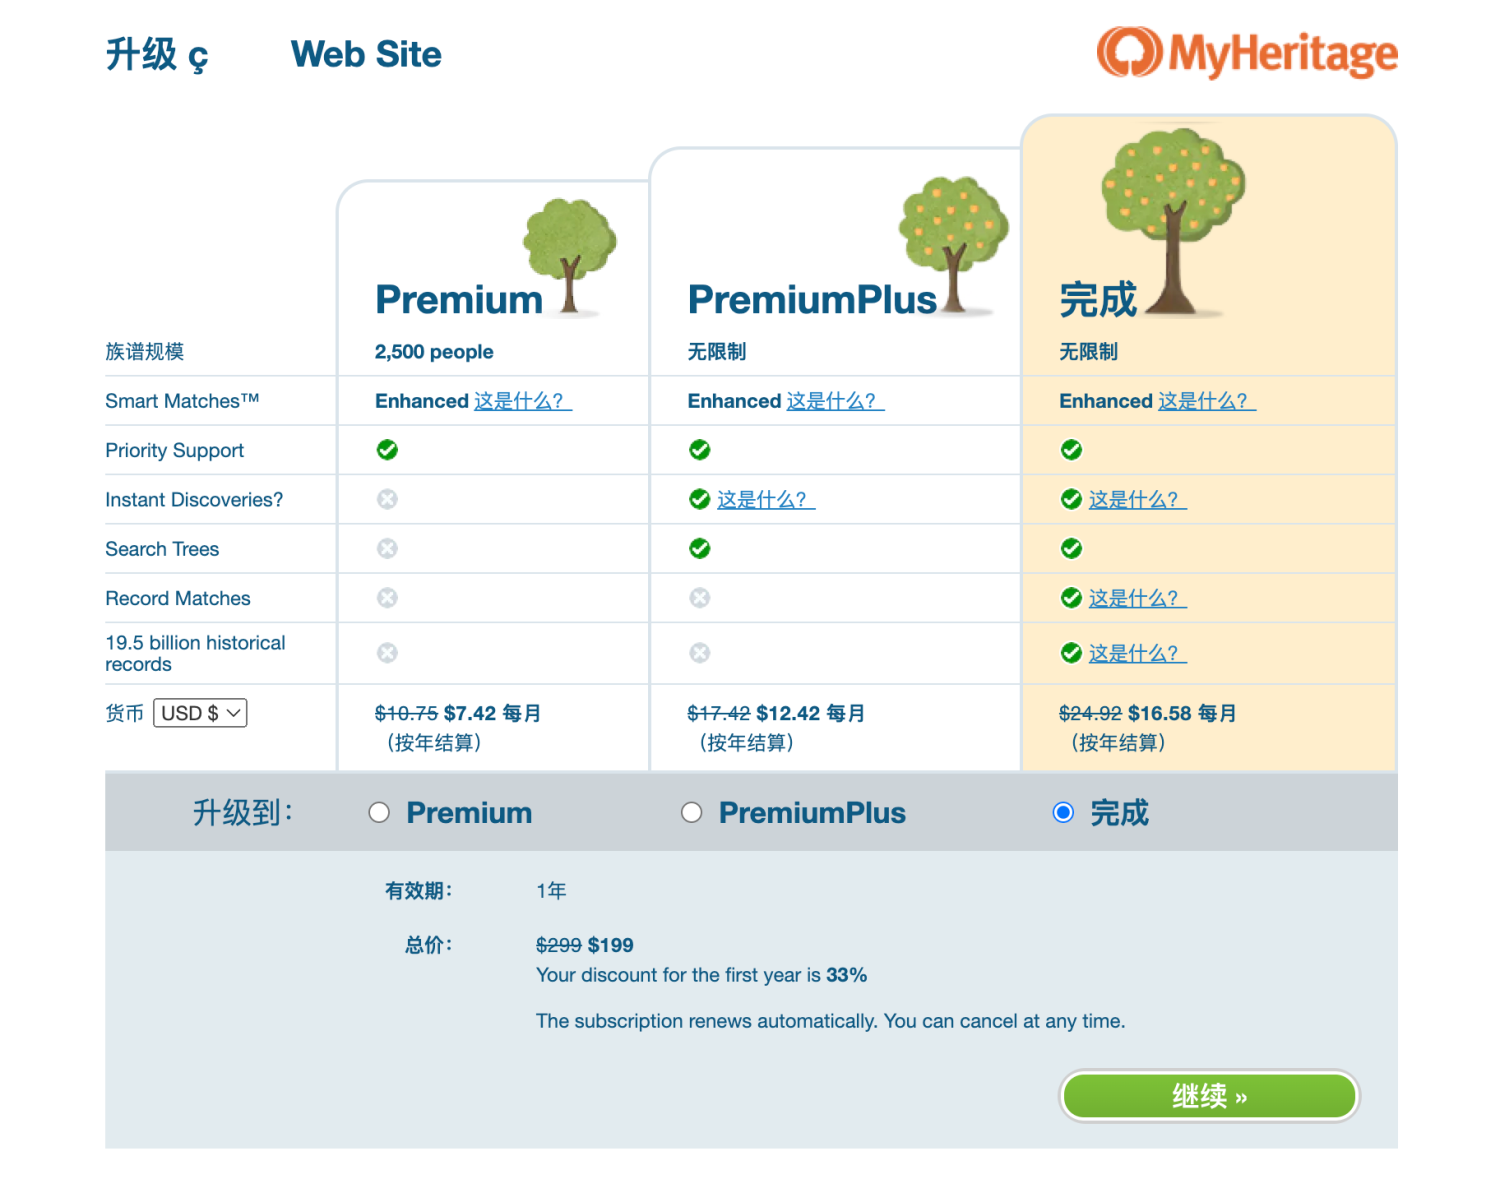 升级 ç Web Site
MyHeritage
Premium PremiumPlus 完成
族谱规模 2,500 people 无限制 无限制
Smart Matches™ Enhanced 这是什么? Enhanced 这是什么? Enhanced 这是什么?
Priority Support
Instant Discoveries? 这是什么? 这是什么?
Search Trees
Record Matches 这是什么?
19.5 billion historical
records 这是什么?
货币 USD $ $10.75 $7.42 每月 $17.42 $12.42 每月 $24.92 $16.58 每月
（按年结算） （按年结算） （按年结算）
升级到： Premium PremiumPlus 完成
有效期： 1年
总价： $299 $199
Your discount for the first year is 33%
The subscription renews automatically. You can cancel at any time.
继续 »